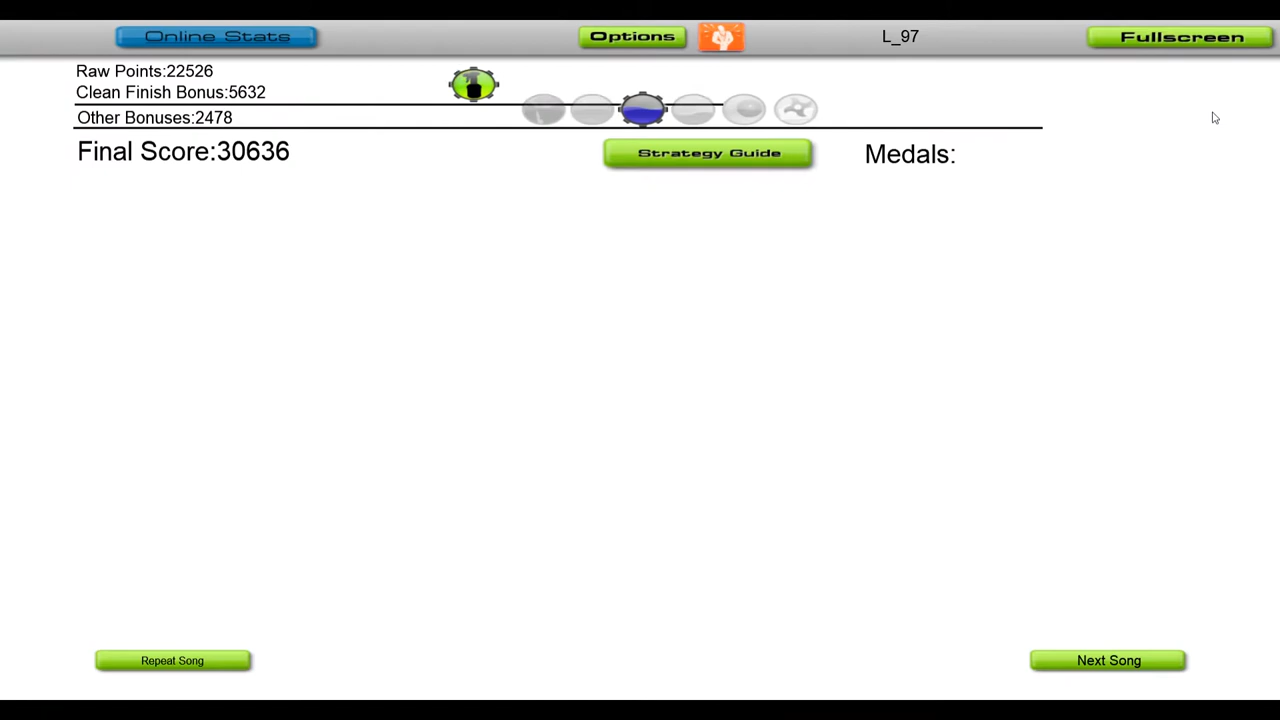 Online Stats
Options
L_97
Fullscreen
Raw Points:22526
Clean Finish Bonus:5632
Other Bonuses:2478
Final Score:30636
Strategy Guide
Medals:
Repeat Song
Next Song